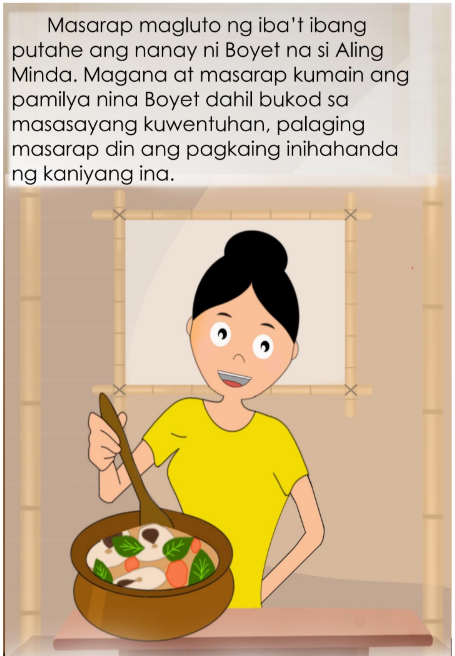 Masarap magluto ng iba't ibang
putahe ang nanay ni Boyet na si Aling
Minda. Magana at masarap kumain ang
pamilya nina Boyet dahil bukod sa
masasayang kuwentuhan, palaging
masarap din ang pagkaing inihahanda
ng kaniyang ina.